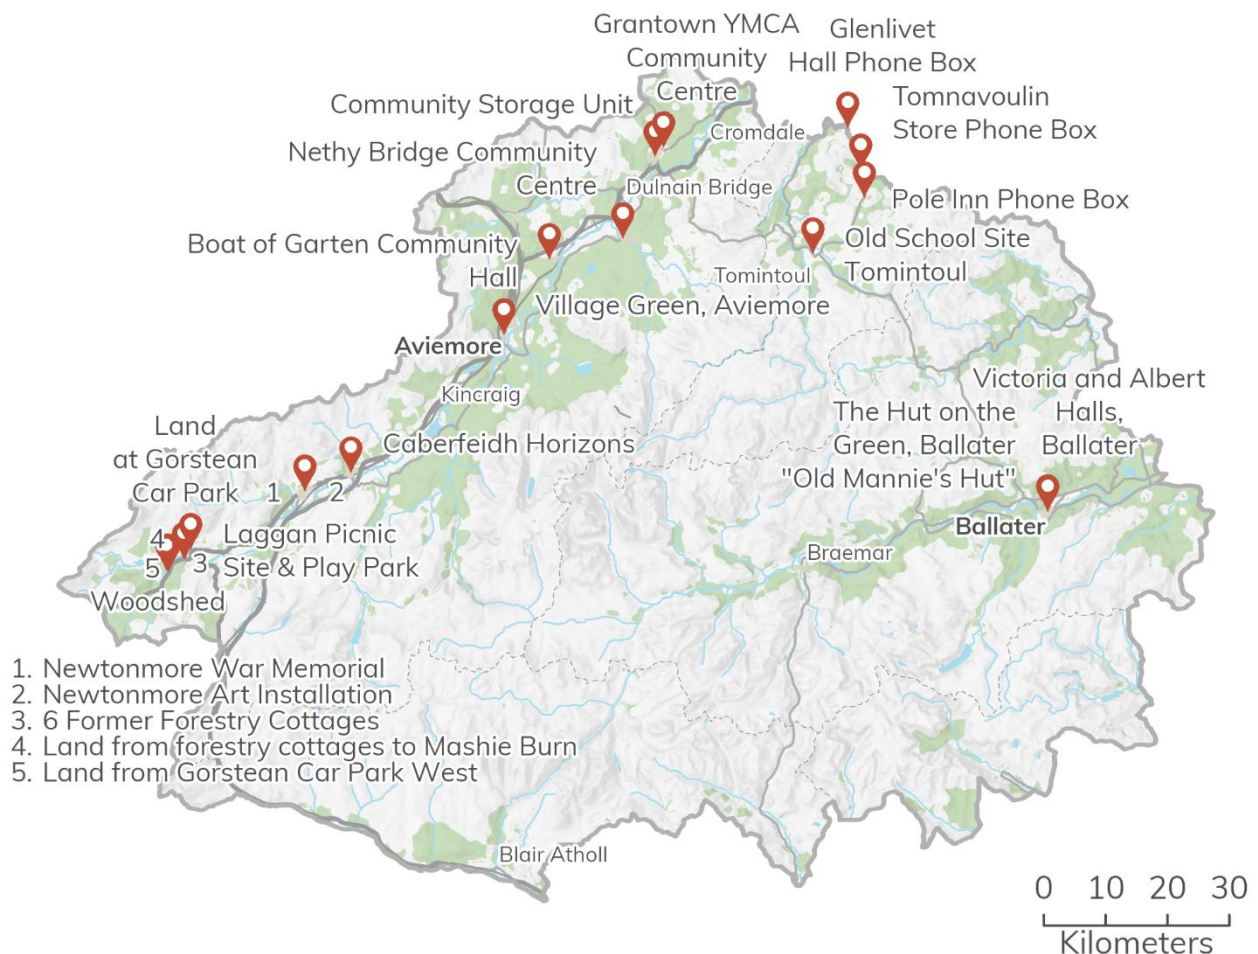 Grantown YMCA
Community
Centre
Glenlivet
Hall Phone Box
Community Storage Unit
Tomnavoulin
Store Phone Box
Cromdale
Nethy Bridge Community
Centre
Dulnain Bridge
Pole Inn Phone Box
Boat of Garten Community
Hall
Old School Site
Tomintoul
Tomintoul
Village Green, Aviemore
Aviemore
Kincraig
Victoria and Albert
Halls,
Ballater
The Hut on the
Green, Ballater
"Old Mannie's Hut"
Land
at Gorstean
Car Park
Caberfeidh Horizons
1
2
Ballater
4
3
5
Laggan Picnic
Site & Play Park
Braemar
Woodshed
1. Newtonmore War Memorial
2. Newtonmore Art Installation
3. 6 Former Forestry Cottages
4. Land from forestry cottages to Mashie Burn
5. Land from Gorstean Car Park West
Blair Atholl
0 10 20 30
Kilometers